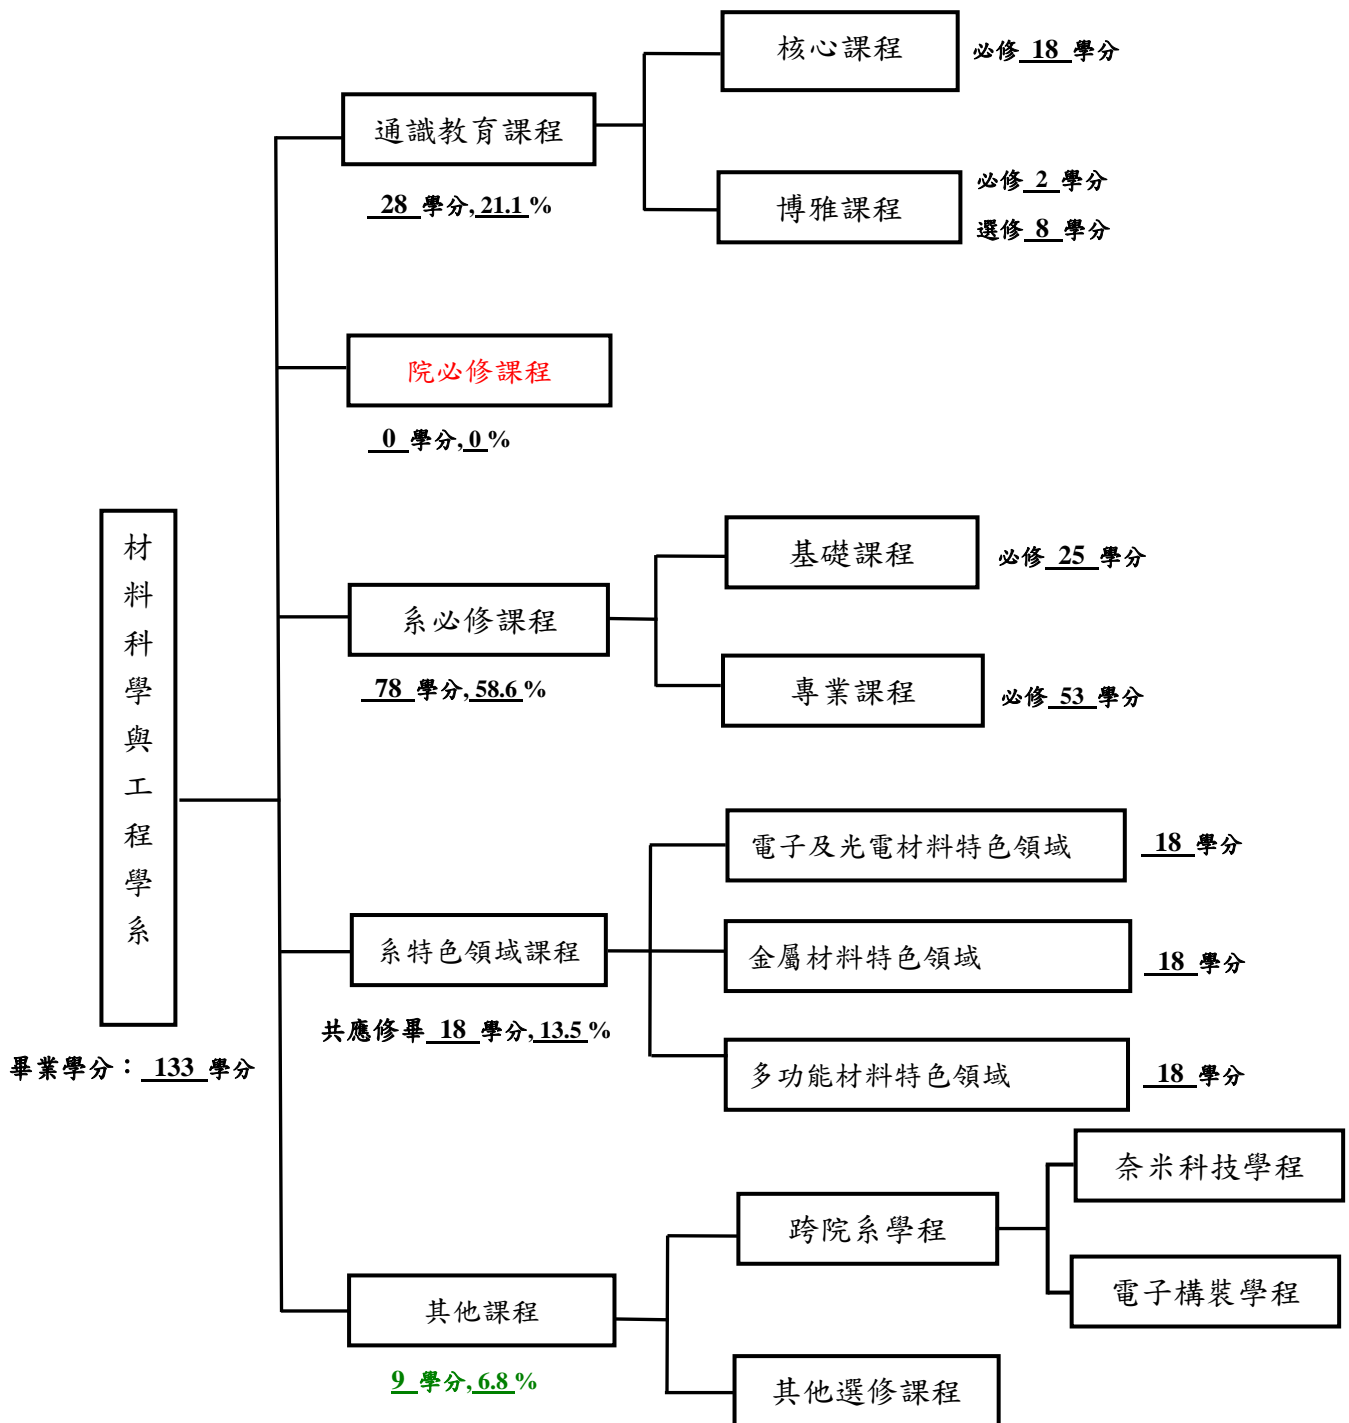 核心課程
必修 18 學分
通識教育課程
28 學分, 21.1 %
博雅課程
必修 2 學分
選修 8 學分
院必修課程
0 學分, 0 %
材料科學與工程學系
畢業學分： 133 學分
系必修課程
78 學分, 58.6 %
基礎課程
必修 25 學分
專業課程
必修 53 學分
系特色領域課程
共應修畢 18 學分, 13.5 %
電子及光電材料特色領域
18 學分
金屬材料特色領域
18 學分
多功能材料特色領域
18 學分
其他課程
9 學分, 6.8 %
跨院系學程
奈米科技學程
電子構裝學程
其他選修課程